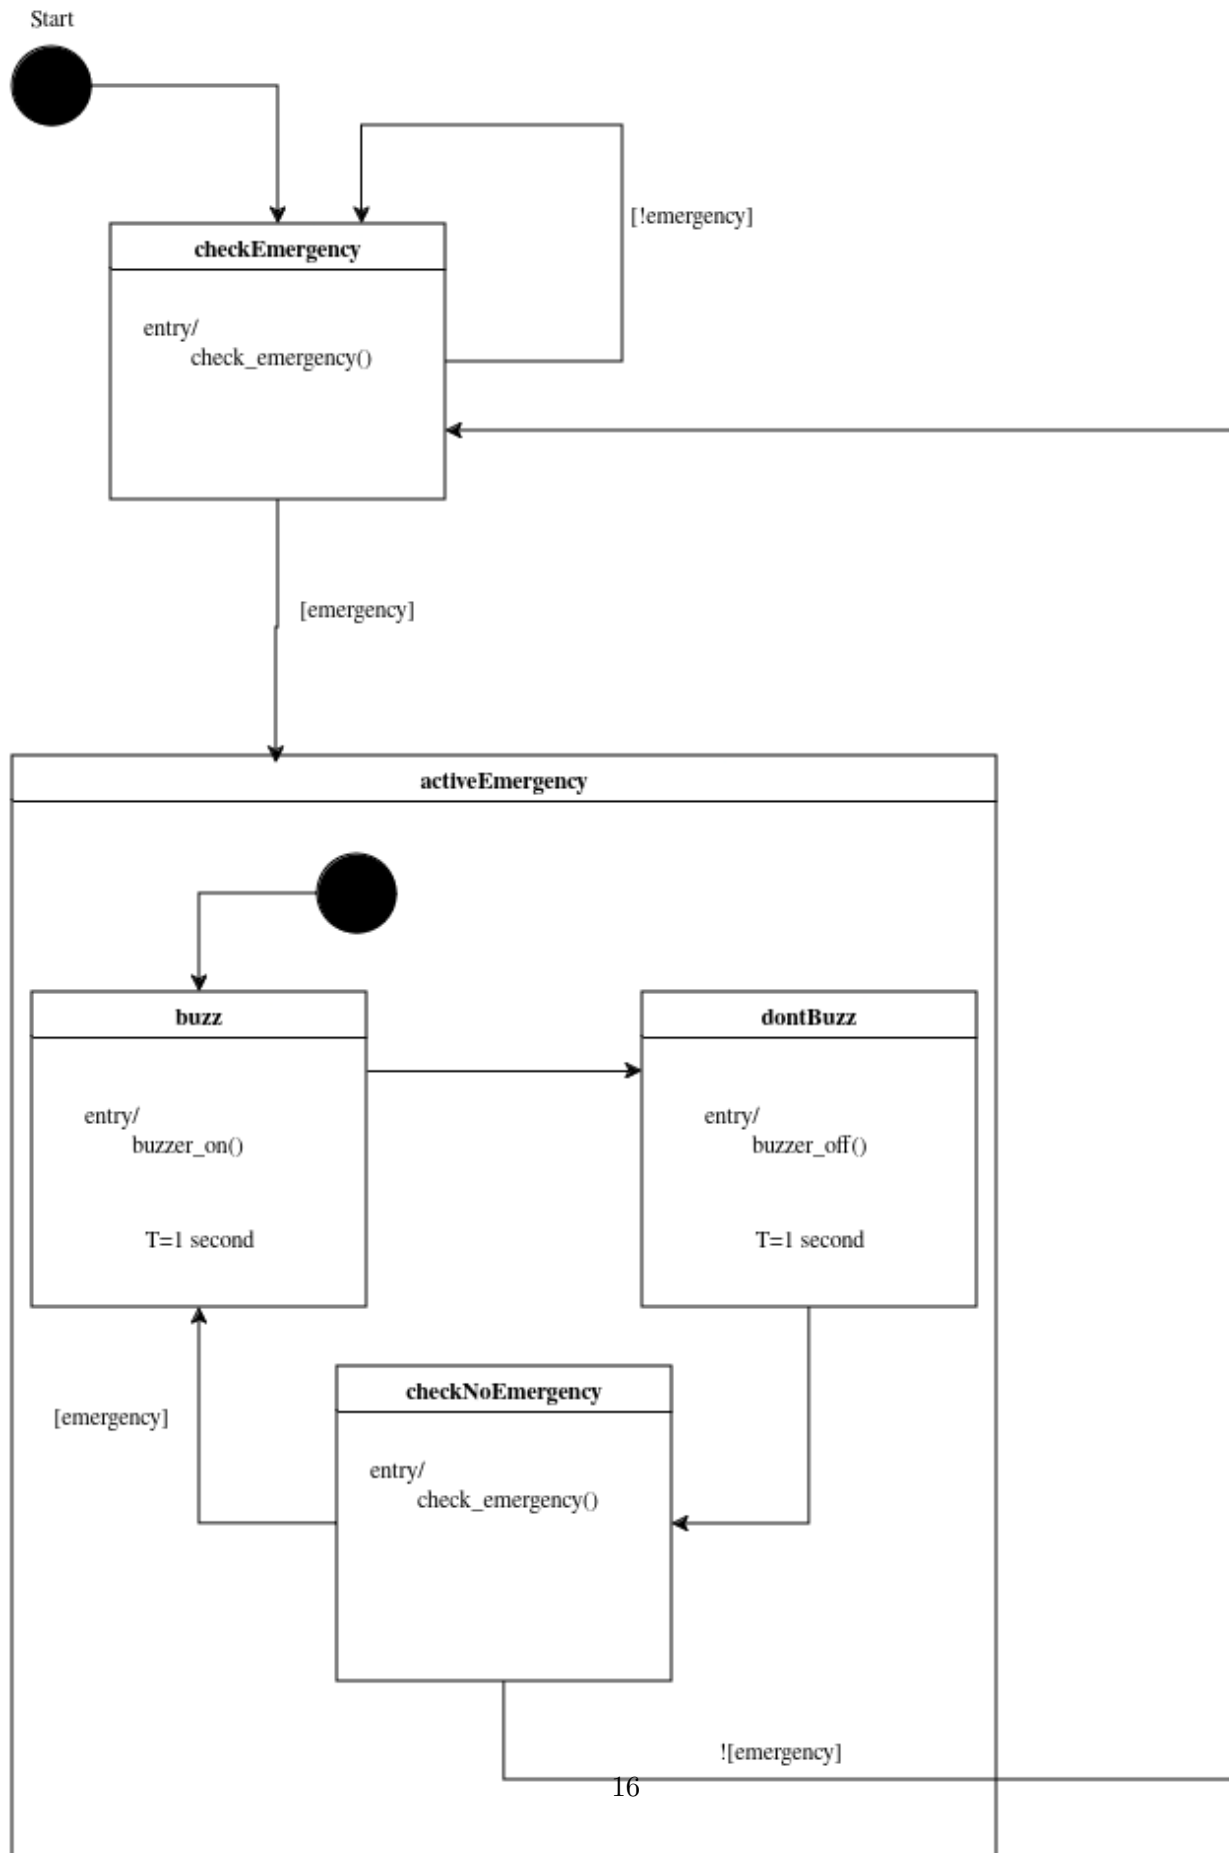 Start
[!emergency]
checkEmergency
entry/
check_emergency()
[emergency]
activeEmergency
buzz
entry/
buzzer_on()
T=1 second
dontBuzz
entry/
buzzer_off()
T=1 second
[emergency]
checkNoEmergency
entry/
check_emergency()
![emergency]
16